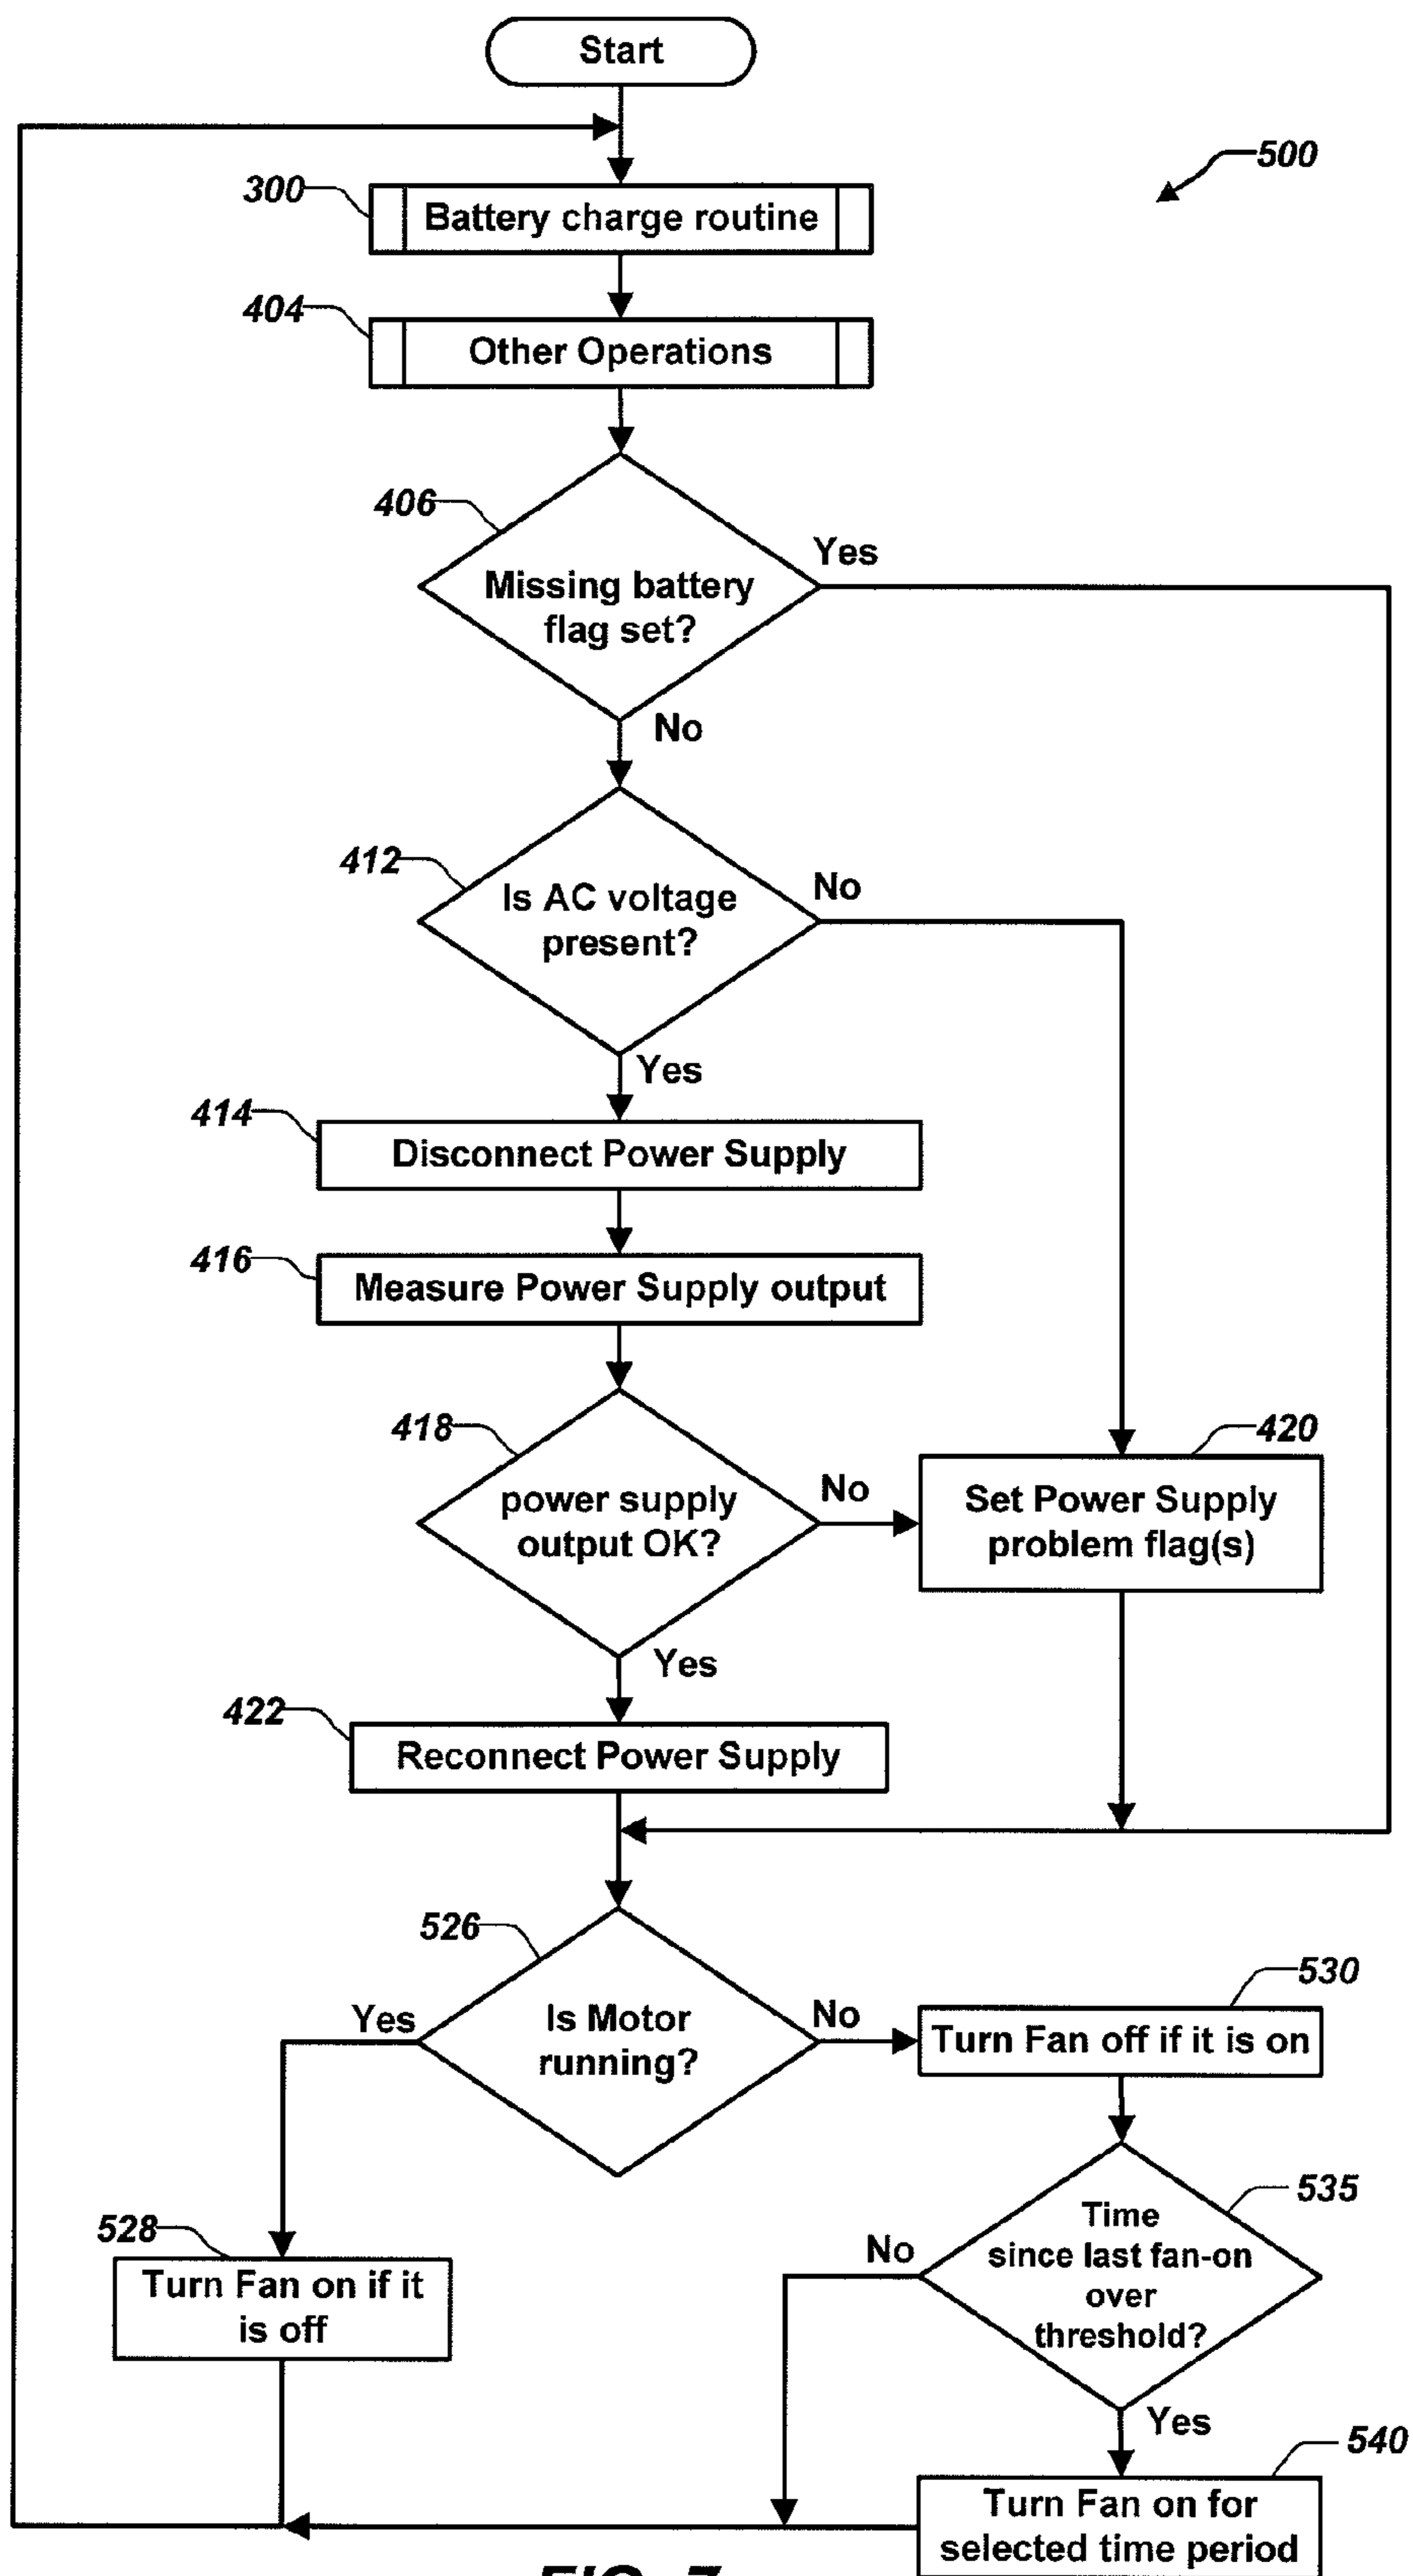 Start
500
300
Battery charge routine
404
Other Operations
406
Yes
Missing battery
flag set?
No
412
No
Is AC voltage
present?
Yes
414
Disconnect Power Supply
416
Measure Power Supply output
418
420
No
power supply
output OK?
Set Power Supply
problem flag(s)
Yes
422
Reconnect Power Supply
526
530
Yes
No
Is Motor
running?
Turn Fan off if it is on
535
528
Time
since last fan-on
over
threshold?
No
Turn Fan on if it
is off
Yes
540
Turn Fan on for
selected time period